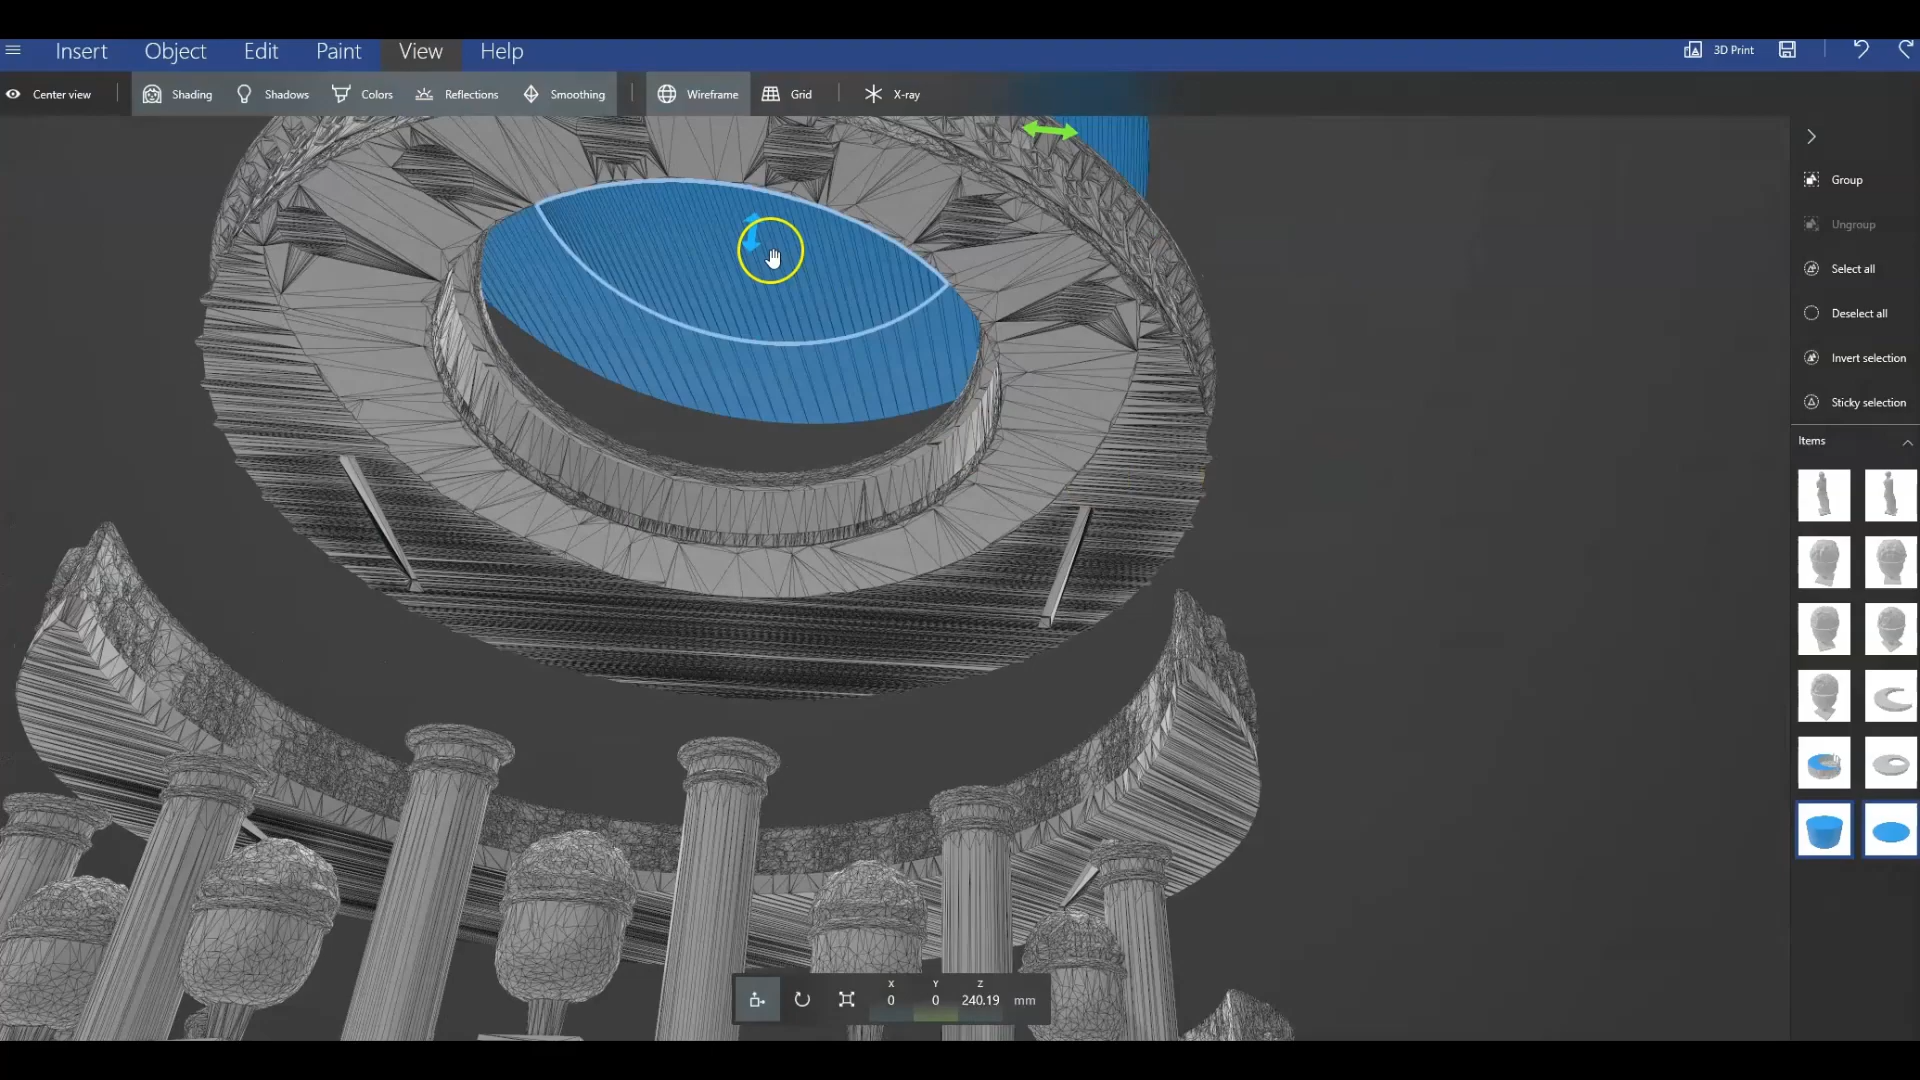 Insert Object Edit Paint View Help 3D Print
Center view Shading Shadows Colors Reflections Smoothing Wireframe Grid X-ray
Group
Ungroup
Select all
Deselect all
Invert selection
Sticky selection
Items
X Y Z
0 0 240.19 mm